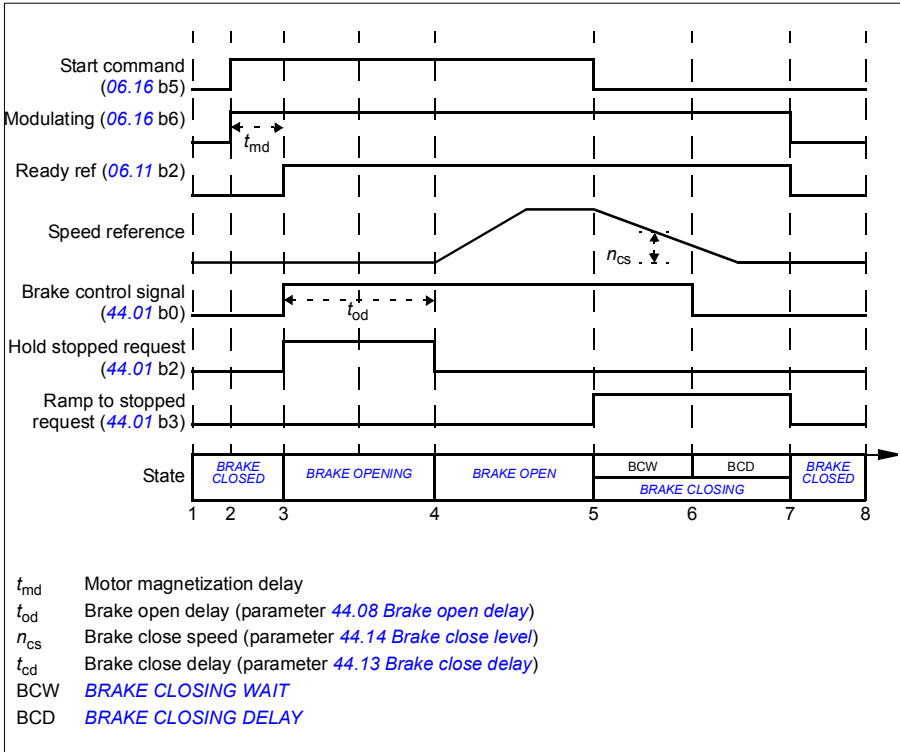 Start command
(06.16 b5)
Modulating (06.16 b6)
tmd
Ready ref (06.11 b2)
Speed reference
ncs
Brake control signal
(44.01 b0)
tod
Hold stopped request
(44.01 b2)
Ramp to stopped
request (44.01 b3)
State
BRAKE
CLOSED
BRAKE OPENING
BRAKE OPEN
BCW
BCD
BRAKE CLOSING
BRAKE
CLOSED
1 2 3 4 5 6 7 8
tmd Motor magnetization delay
tod Brake open delay (parameter 44.08 Brake open delay)
ncs Brake close speed (parameter 44.14 Brake close level)
tcd Brake close delay (parameter 44.13 Brake close delay)
BCW BRAKE CLOSING WAIT
BCD BRAKE CLOSING DELAY